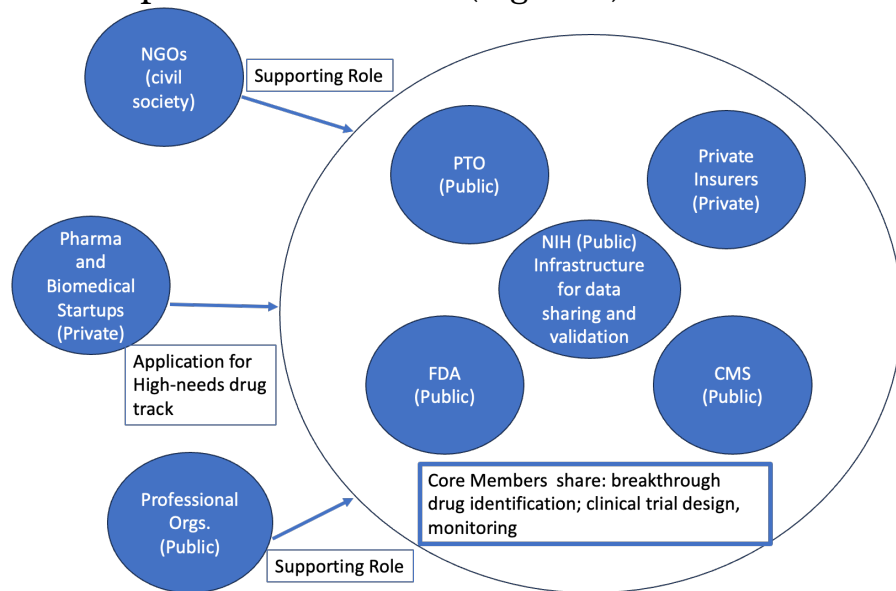 NGOs
(civil
society)
Supporting Role
PTO
(Public)
Private
Insurers
(Private)
Pharma
and
Biomedical
Startups
(Private)
NIH (Public)
Infrastructure
for data
sharing and
validation
Application for
High-needs drug
track
FDA
(Public)
CMS
(Public)
Core Members share: breakthrough
drug identification; clinical trial design,
monitoring
Professional
Orgs.
(Public)
Supporting Role